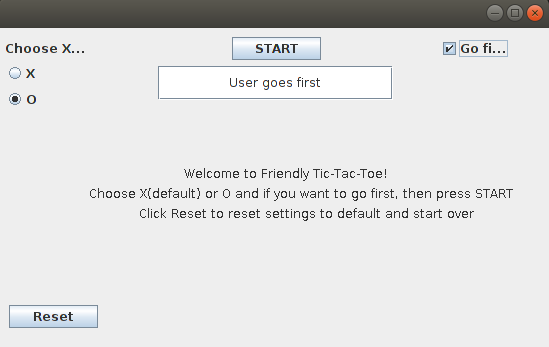 Choose X...
START
Go fi...
X
User goes first
O
Welcome to Friendly Tic-Tac-Toe!
Choose X(default) or O and if you want to go first, then press START
Click Reset to reset settings to default and start over
Reset